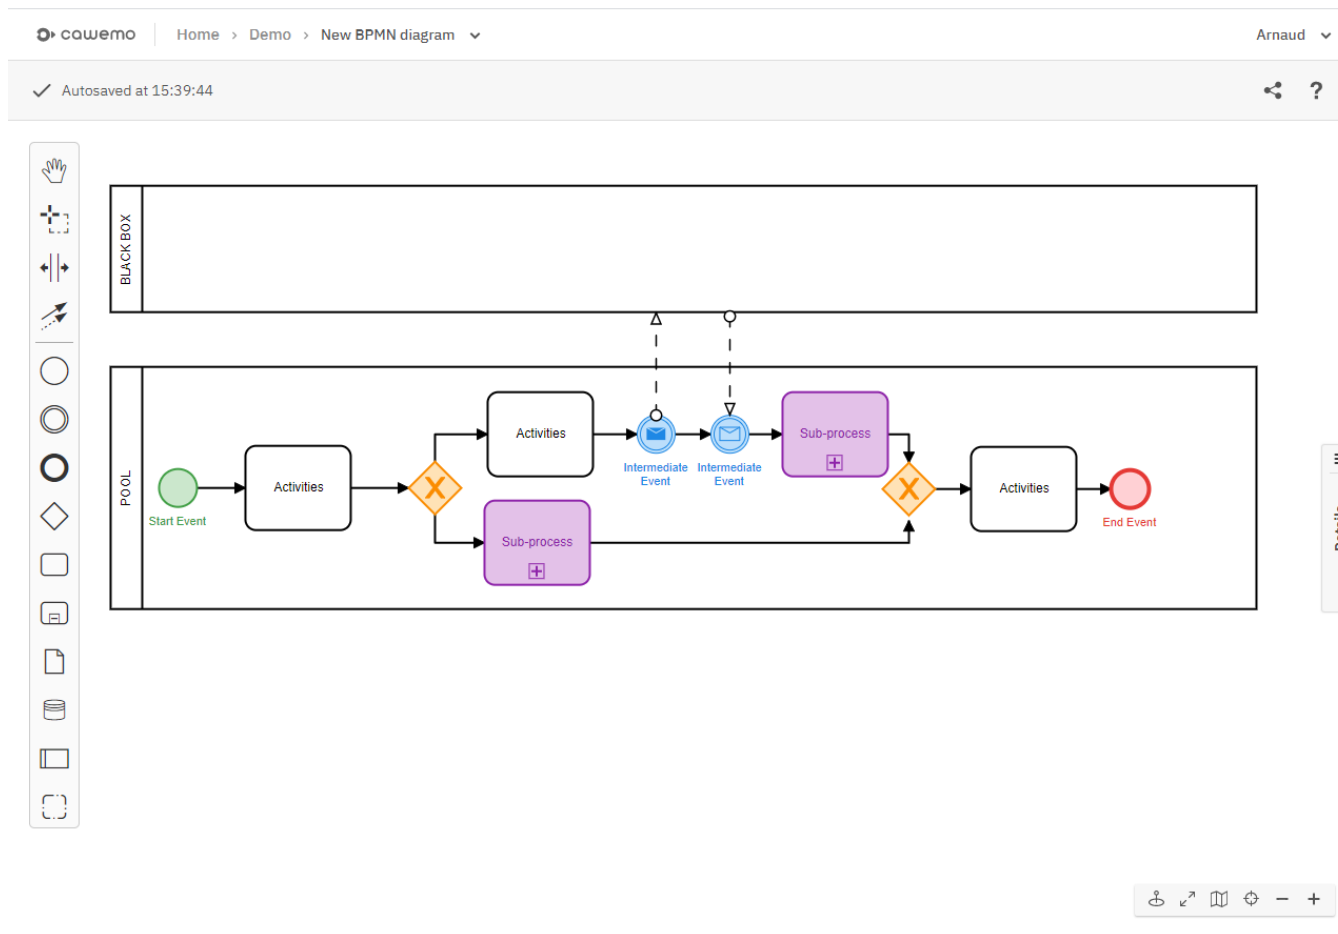 cawemo
Home > Demo > New BPMN diagram
Arnaud
Autosaved at 15:39:44
?
BLACK BOX
POOL
Start Event
Activities
X
Activities
Intermediate
Event
Intermediate
Event
Sub-process
Sub-process
X
Activities
End Event